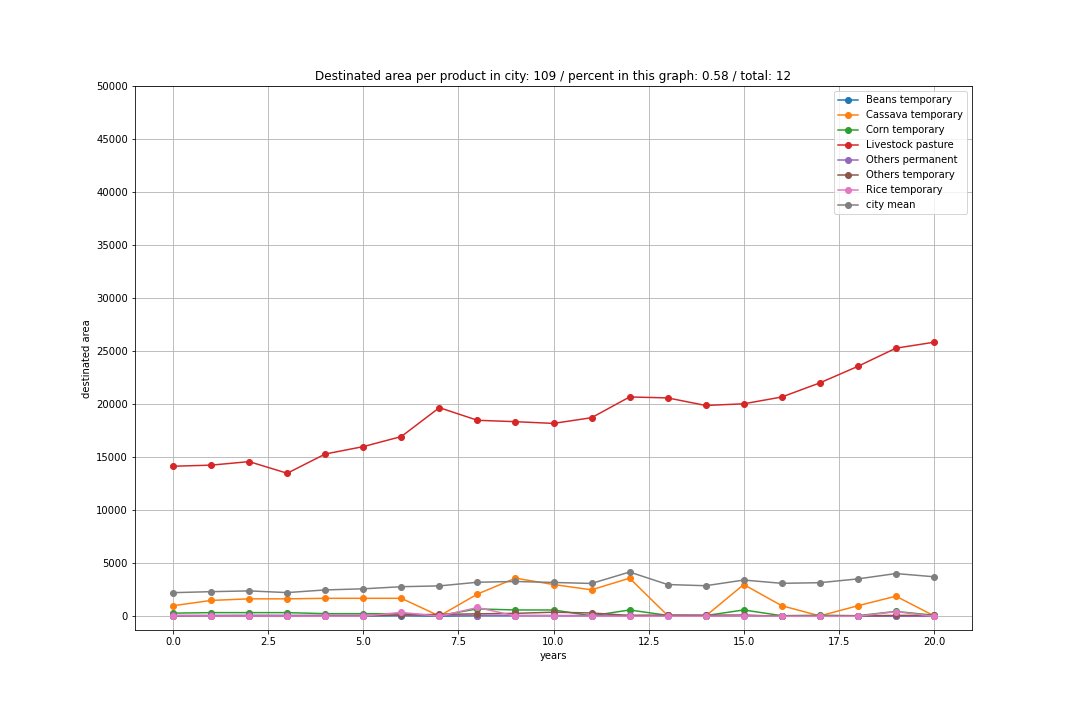 Destinated area per product in city: 109 / percent in this graph: 0.58 / total: 12
50000
45000
40000
35000
30000
25000
20000
15000
10000
5000
0
destinated area
Beans temporary
Cassava temporary
Corn temporary
Livestock pasture
Others permanent
Others temporary
Rice temporary
city mean
0.0 2.5 5.0 7.5 10.0 12.5 15.0 17.5 20.0
years